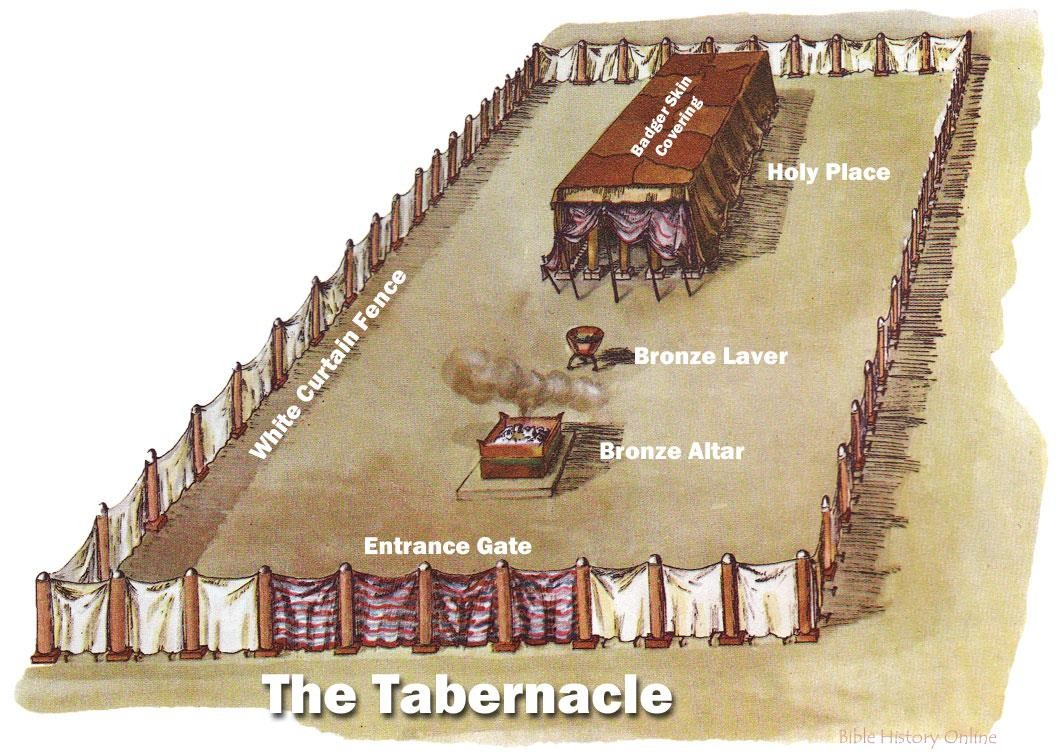 Badger Skin
Covering
Holy Place
White Curtain Fence
Bronze Laver
Bronze Altar
Entrance Gate
The Tabernacle
Bible History Online